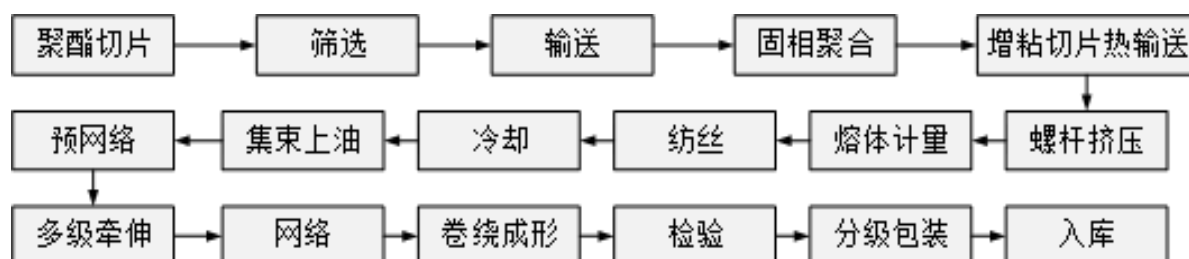 聚酯切片
筛选
输送
固相聚合
增粘切片热输送
螺杆挤压
熔体计量
纺丝
冷却
集束上油
预网络
多级牵伸
网络
卷绕成形
检验
分级包装
入库